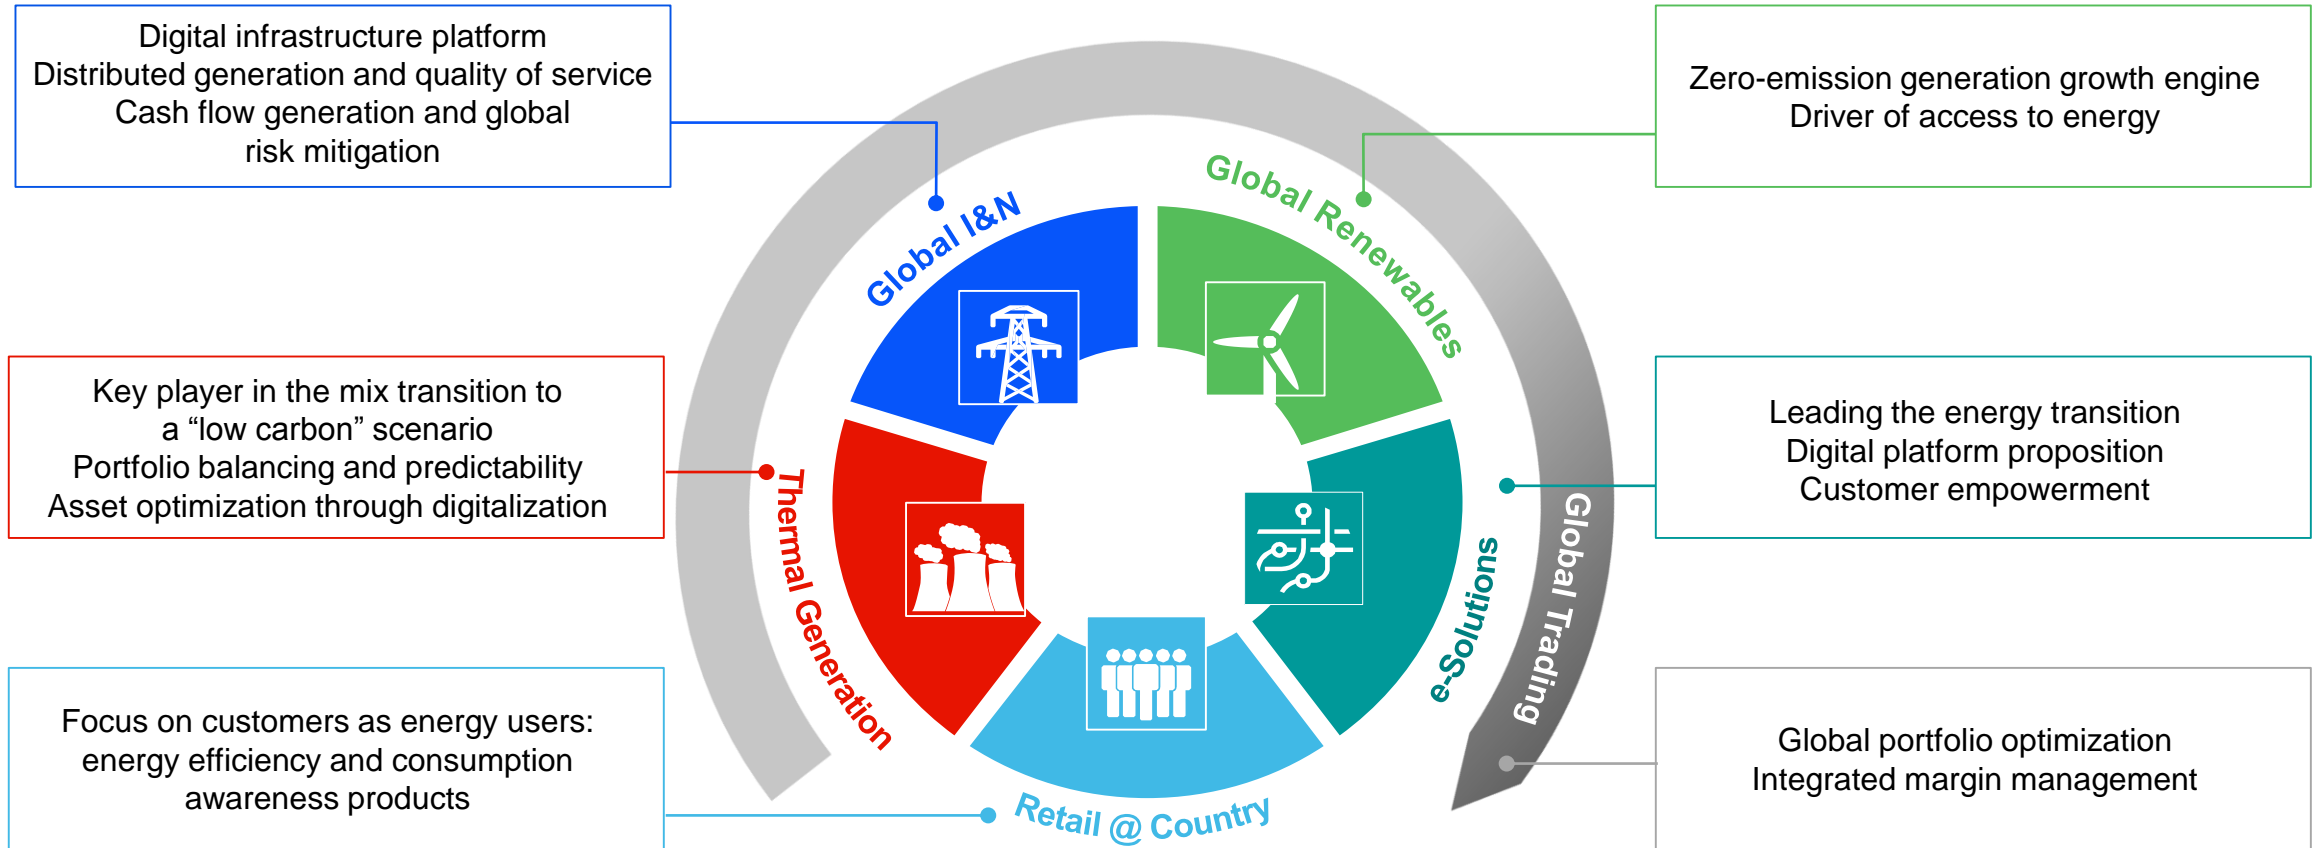 Digital infrastructure platform
Distributed generation and quality of service
Cash flow generation and global
risk mitigation
Zero-emission generation growth engine
Driver of access to energy
Global I&N
Global Renewables
Key player in the mix transition to
a “low carbon” scenario
Portfolio balancing and predictability
Asset optimization through digitalization
Thermal Generation
Leading the energy transition
Digital platform proposition
Customer empowerment
e-Solutions
Global Trading
Focus on customers as energy users:
energy efficiency and consumption
awareness products
Retail @ Country
Global portfolio optimization
Integrated margin management